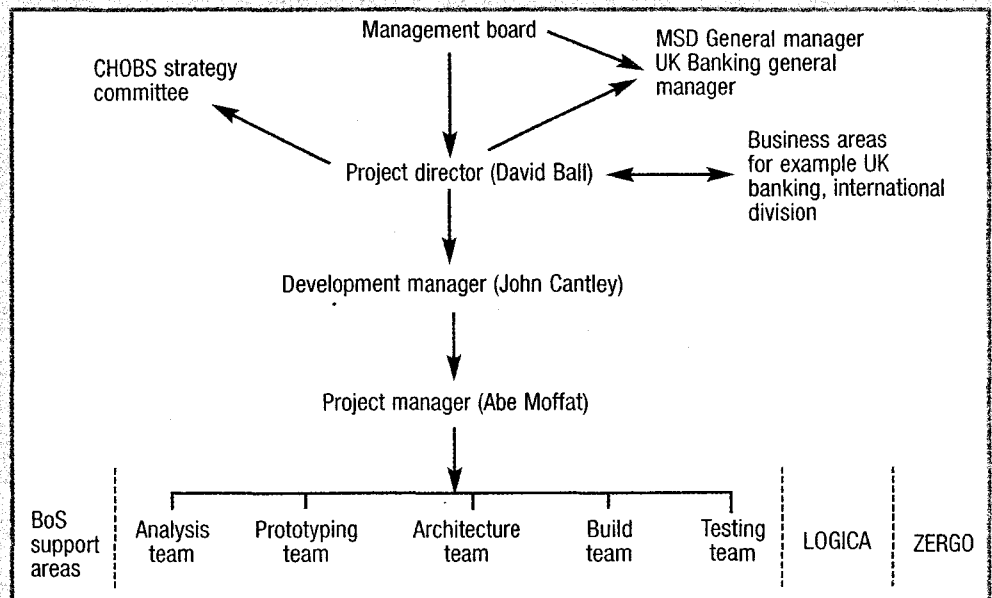 Management board
MSD General manager
UK Banking general
manager
CHOBS strategy
committee
Project director (David Ball)
Business areas
for example UK
banking, international
division
Development manager (John Cantley)
Project manager (Abe Moffat)
BoS
support
areas
Analysis
team
Prototyping
team
Architecture
team
Build
team
Testing
team
LOGICA
ZERGO